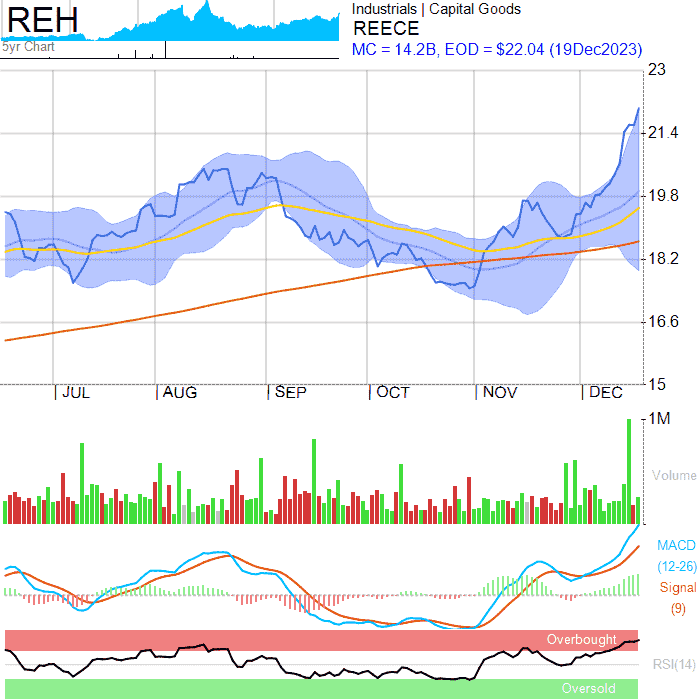 REH
5yr Chart
Industrials | Capital Goods
REECE
MC = 14.2B, EOD = $22.04 (19Dec2023)
23
21.4
19.8
18.2
16.6
15
JUL AUG SEP OCT NOV DEC
1M
Volume
MACD
(12-26)
Signal
(9)
Overbought
RSI(14)
Oversold